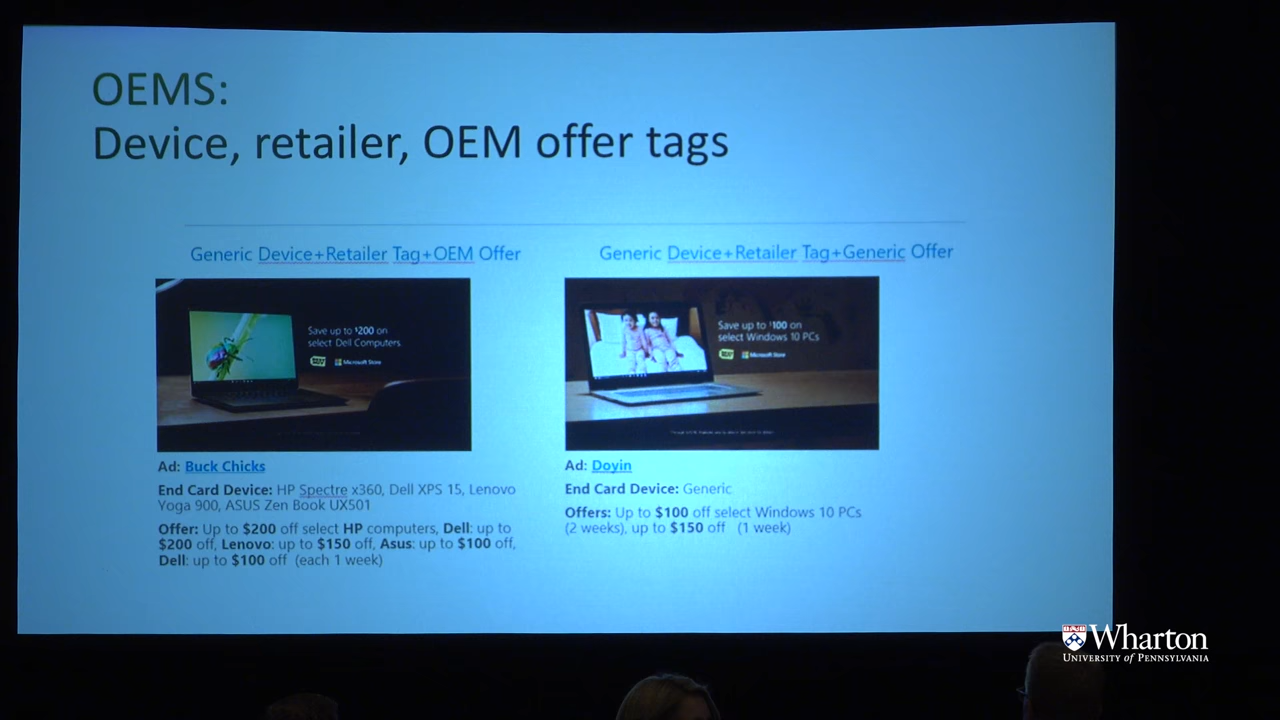 OEMS:
Device, retailer, OEM offer tags
Generic Device+Retailer Tag+OEM Offer
Save up to $200 on
select Dell Computers.
BEST BUY Microsoft Store
Ad: Buck Chicks
End Card Device: HP Spectre x360, Dell XPS 15, Lenovo
Yoga 900, ASUS Zen Book UX501
Offer: Up to $200 off select HP computers, Dell: up to
$200 off, Lenovo: up to $150 off, Asus: up to $100 off,
Dell: up to $100 off (each 1 week)
Generic Device+Retailer Tag+Generic Offer
Save up to $100 on
select Windows 10 PCs
Microsoft Store
Ad: Doyin
End Card Device: Generic
Offers: Up to $100 off select Windows 10 PCs
(2 weeks), up to $150 off (1 week)
Wharton
UNIVERSITY of PENNSYLVANIA